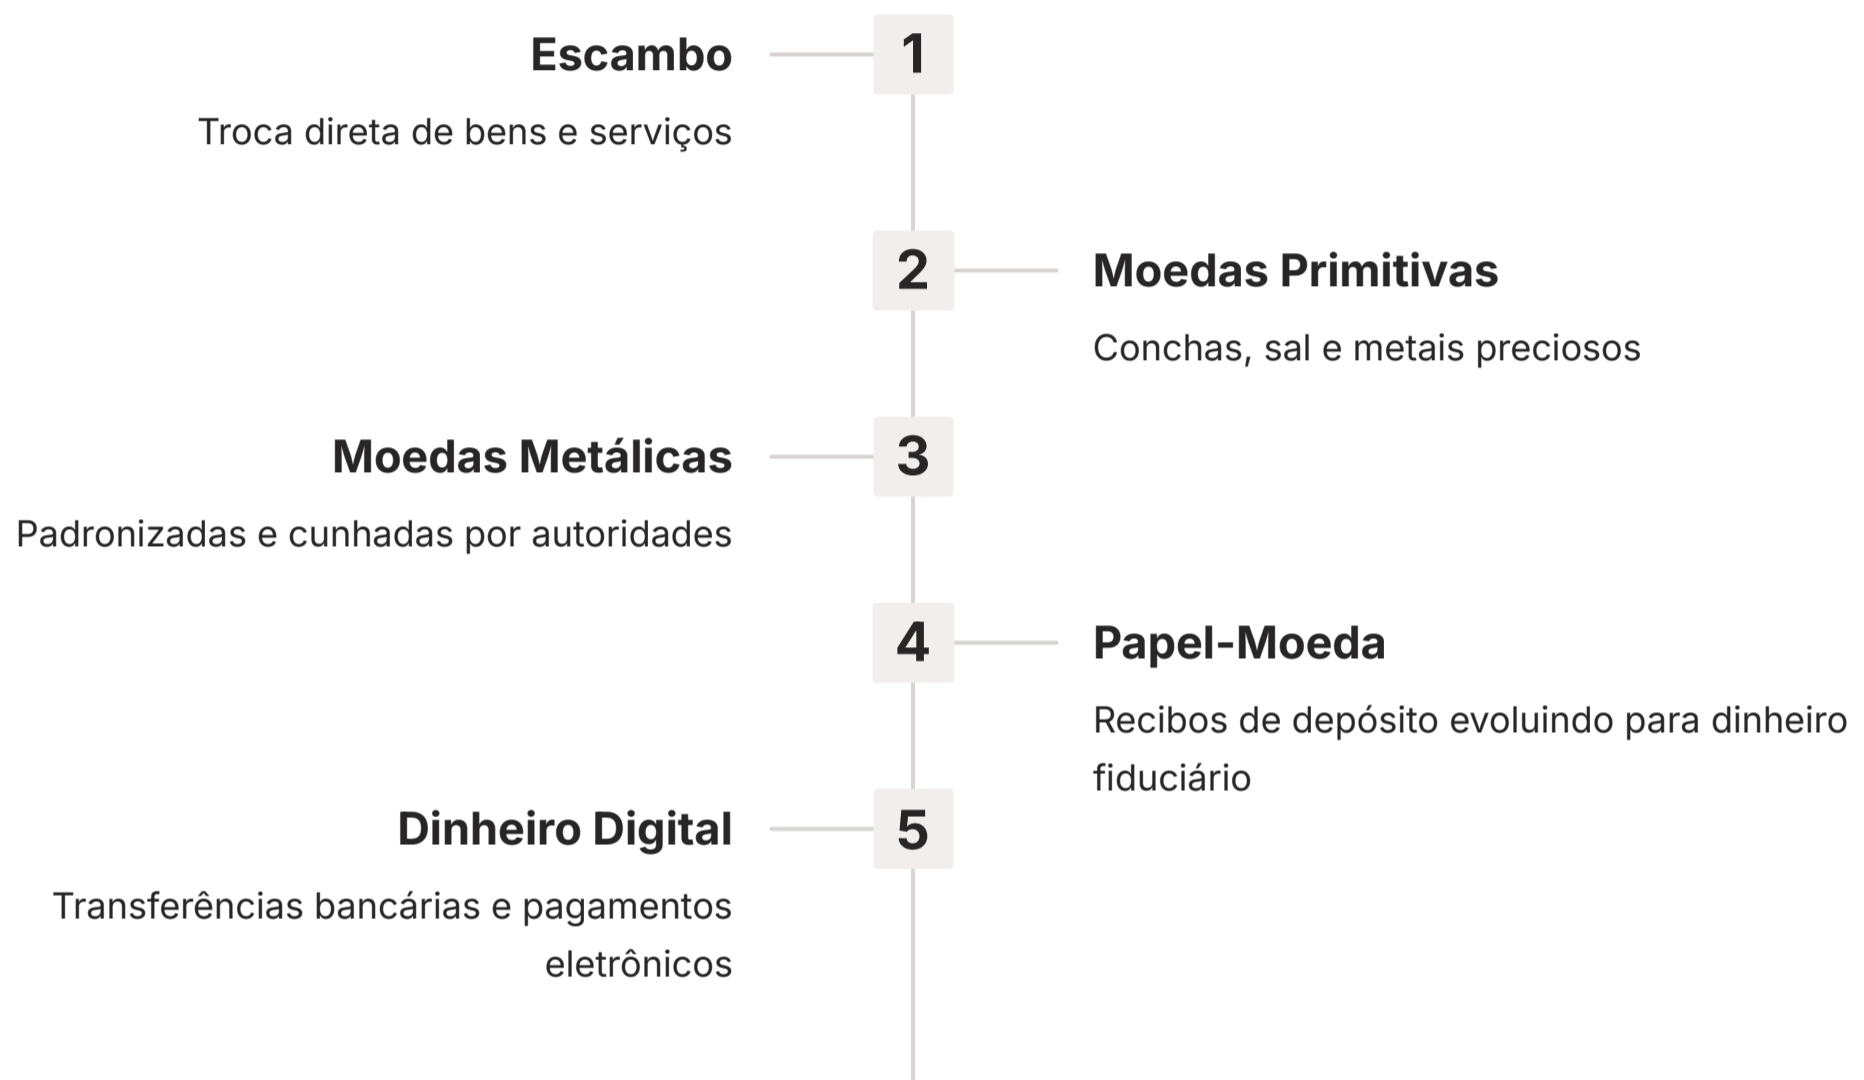 Escambo
1
Troca direta de bens e serviços
2
Moedas Primitivas
Conchas, sal e metais preciosos
Moedas Metálicas
3
Padronizadas e cunhadas por autoridades
4
Papel-Moeda
Recibos de depósito evoluindo para dinheiro
fiduciário
Dinheiro Digital
5
Transferências bancárias e pagamentos
eletrônicos